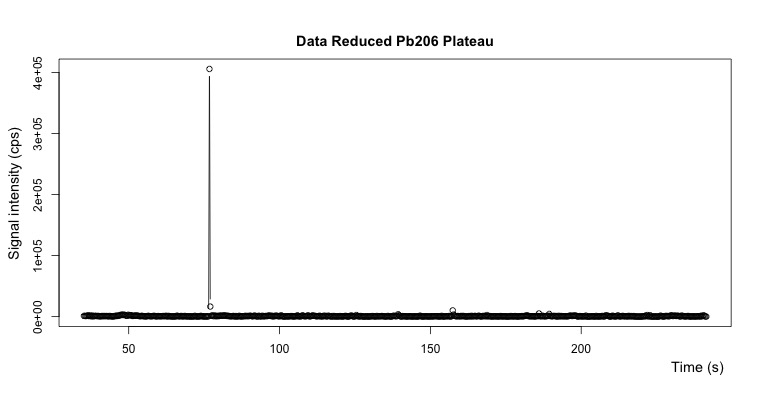 Data Reduced Pb206 Plateau
Signal intensity (cps)
4e+05
3e+05
2e+05
1e+05
0e+00
50 100 150 200
Time (s)